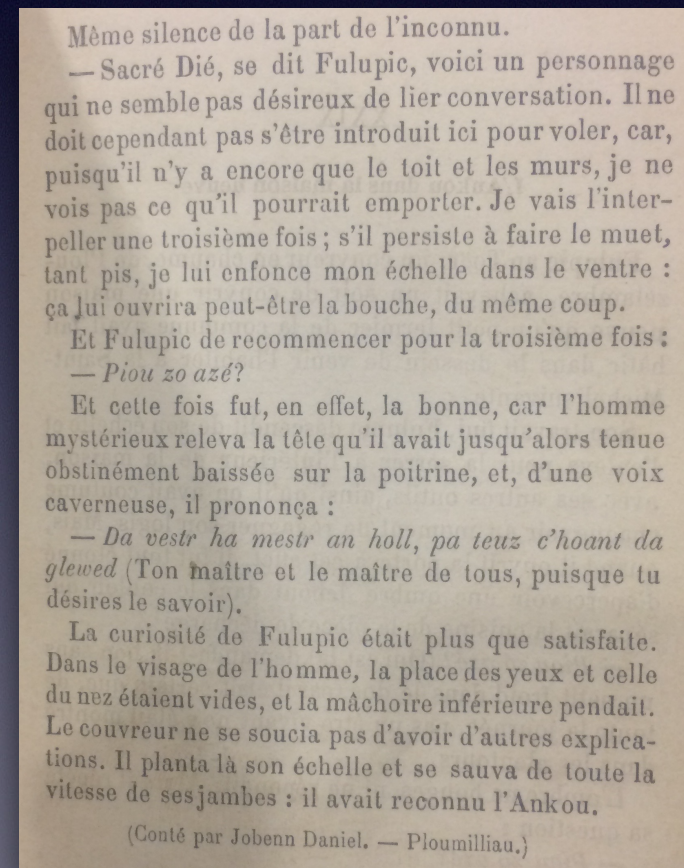 Même silence de la part de l'inconnu.
— Sacré Dié, se dit Fulupic, voici un personnage
qui ne semble pas désireux de lier conversation. Il ne
doit cependant pas s'être introduit ici pour voler, car,
puisqu'il n'y a encore que le toit et les murs, je ne
vois pas ce qu'il pourrait emporter. Je vais l'inter-
peller une troisième fois ; s'il persiste à faire le muet,
tant pis, je lui enfonce mon échelle dans le ventre :
ça lui ouvrira peut-être la bouche, du même coup.
Et Fulupic de recommencer pour la troisième fois :
— Piou zo azé?
Et cette fois fut, en effet, la bonne, car l'homme
mystérieux releva la tête qu'il avait jusqu'alors tenue
obstinément baissée sur la poitrine, et, d'une voix
caverneuse, il prononça :
— Da vestr ha mestr an holl, pa teuz c'hoant da
glewed (Ton maître et le maître de tous, puisque tu
désires le savoir).
La curiosité de Fulupic était plus que satisfaite.
Dans le visage de l'homme, la place des yeux et celle
du nez étaient vides, et la mâchoire inférieure pendait.
Le couvreur ne se soucia pas d'avoir d'autres explica-
tions. Il planta là son échelle et se sauva de toute la
vitesse de ses jambes : il avait reconnu l'Ankou.
(Conté par Jobenn Daniel. — Ploumilliau.)